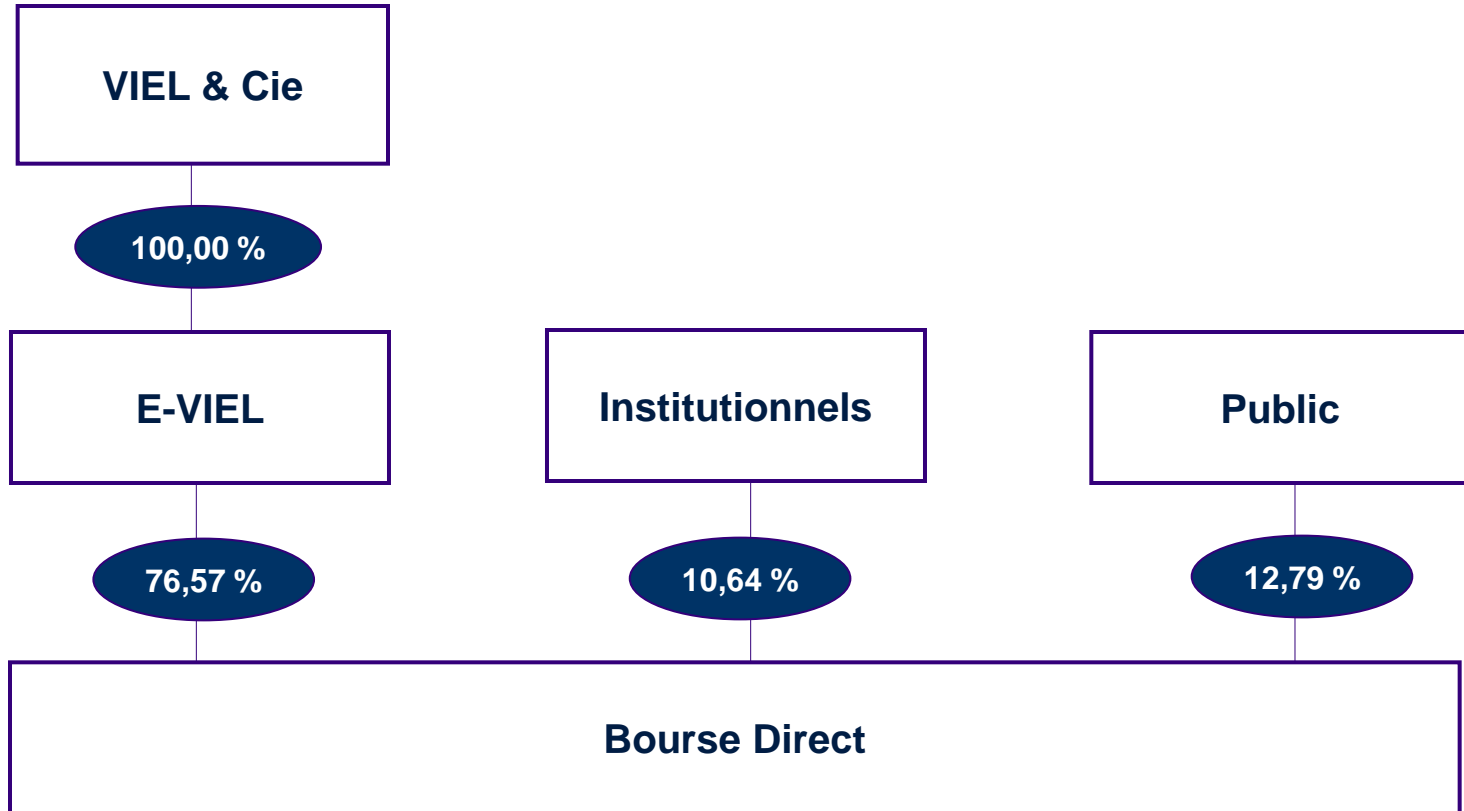 VIEL & Cie
100,00 %
E-VIEL
Institutionnels
Public
76,57 %
10,64 %
12,79 %
Bourse Direct